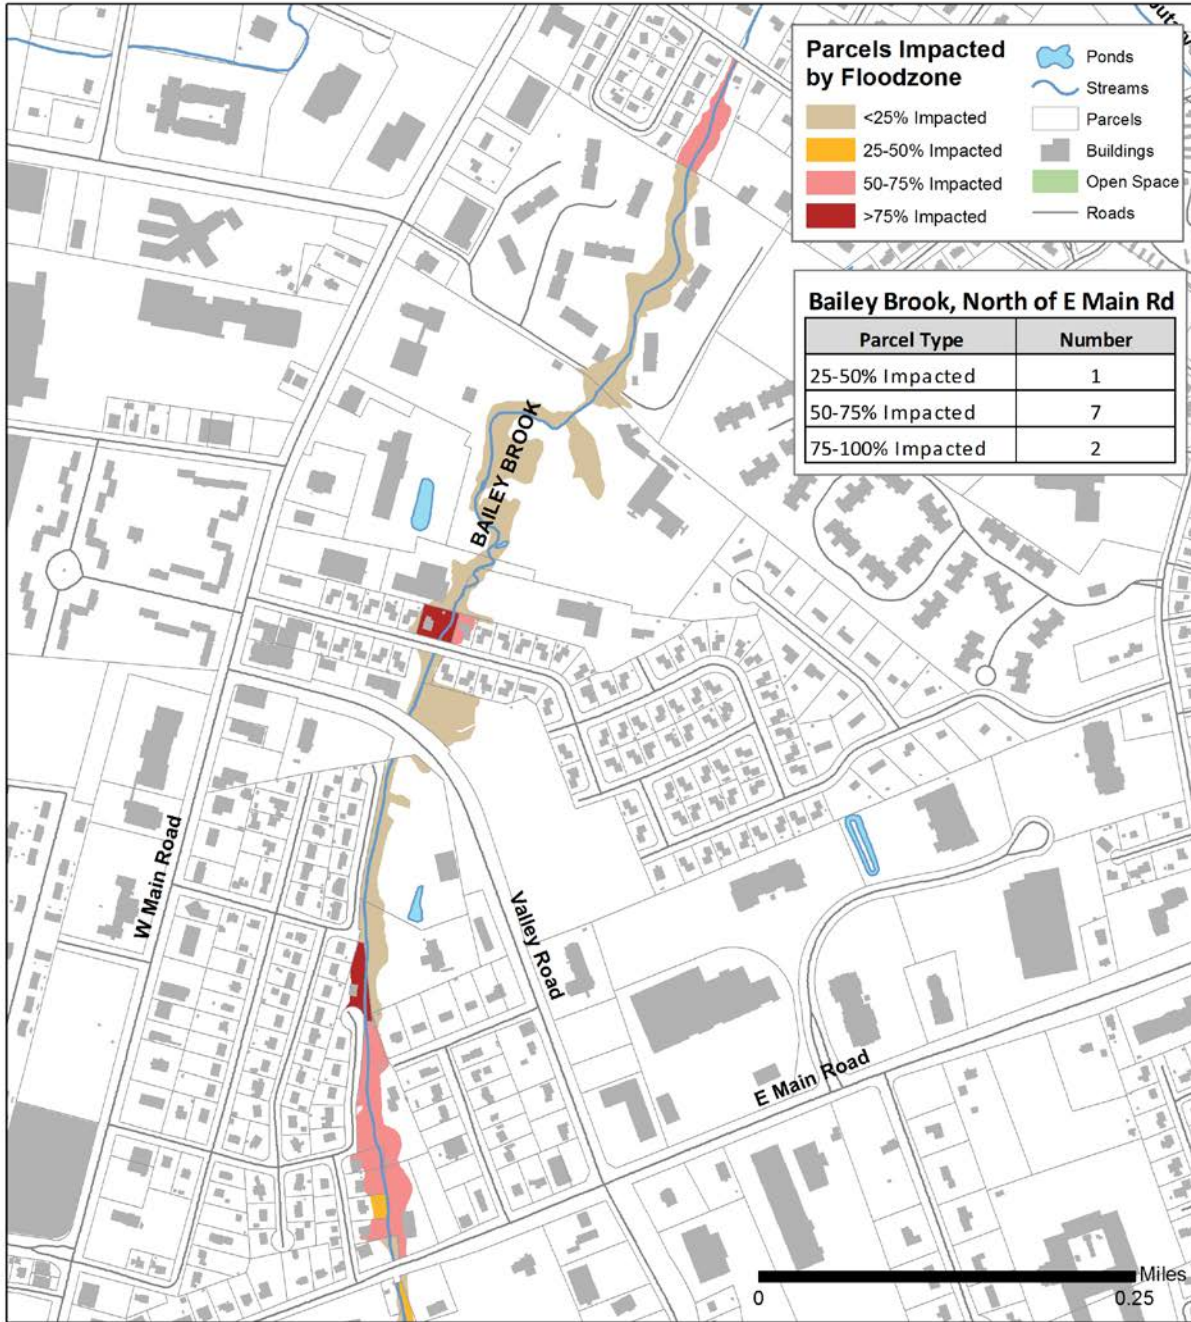 Parcels Impacted
by Floodzone
<25% Impacted
25-50% Impacted
50-75% Impacted
>75% Impacted
Ponds
Streams
Parcels
Buildings
Open Space
Roads
Bailey Brook, North of E Main Rd
Parcel Type Number
25-50% Impacted 1
50-75% Impacted 7
75-100% Impacted 2
BAILEY BROOK
W Main Road
Valley Road
E Main Road
Miles
0 0.25